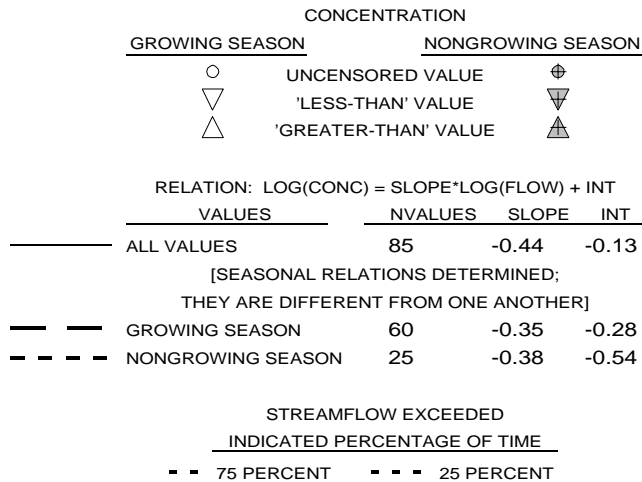 CONCENTRATION
GROWING SEASON NONGROWING SEASON
UNCENSORED VALUE
'LESS-THAN' VALUE
'GREATER-THAN' VALUE
RELATION: LOG(CONC) = SLOPE*LOG(FLOW) + INT
VALUES NVALUES SLOPE INT
ALL VALUES 85 -0.44 -0.13
[SEASONAL RELATIONS DETERMINED;
THEY ARE DIFFERENT FROM ONE ANOTHER]
GROWING SEASON 60 -0.35 -0.28
NONGROWING SEASON 25 -0.38 -0.54
STREAMFLOW EXCEEDED
INDICATED PERCENTAGE OF TIME
75 PERCENT 25 PERCENT